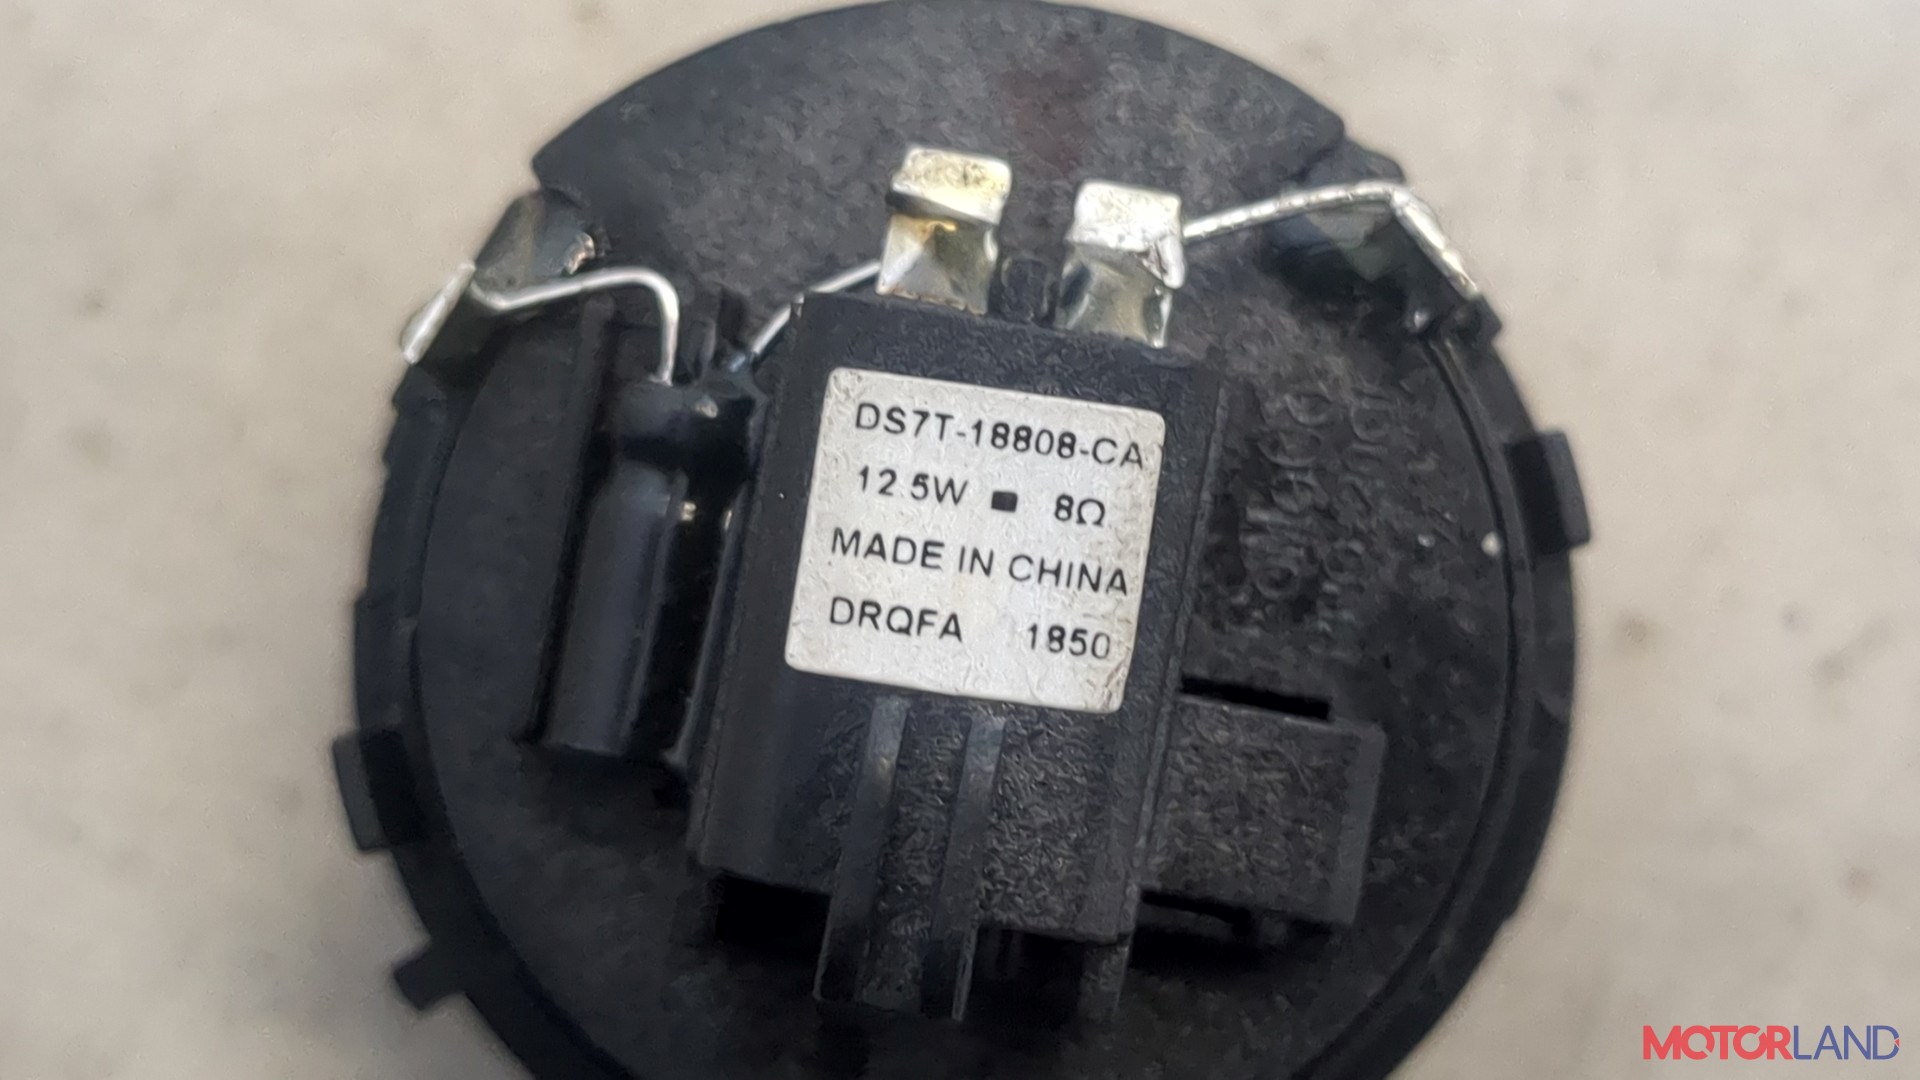 DS7T-18808-CA
12.5W ■ 8Ω
MADE IN CHINA
DRQFA 1850
MOTORLAND